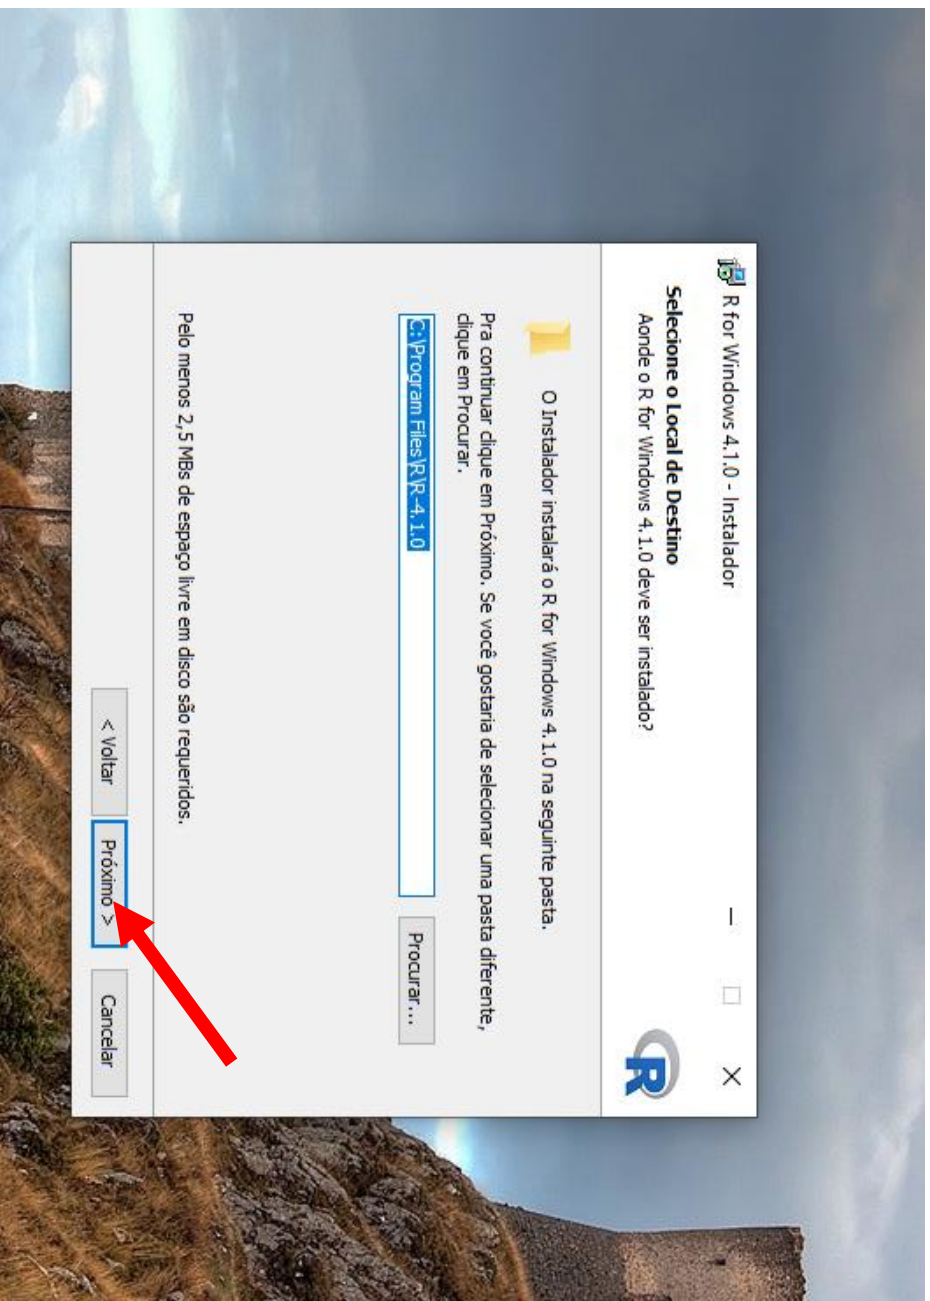 R for Windows 4.1.0 - Instalador
Selecione o Local de Destino
Aonde o R for Windows 4.1.0 deve ser instalado?
R
O Instalador instalará o R for Windows 4.1.0 na seguinte pasta.
Pra continuar clique em Próximo. Se você gostaria de selecionar uma pasta diferente,
clique em Procurar.
C:\Program Files\R\R-4.1.0
Procurar...
Pelo menos 2,5 MBs de espaço livre em disco são requeridos.
< Voltar
Próximo >
Cancelar